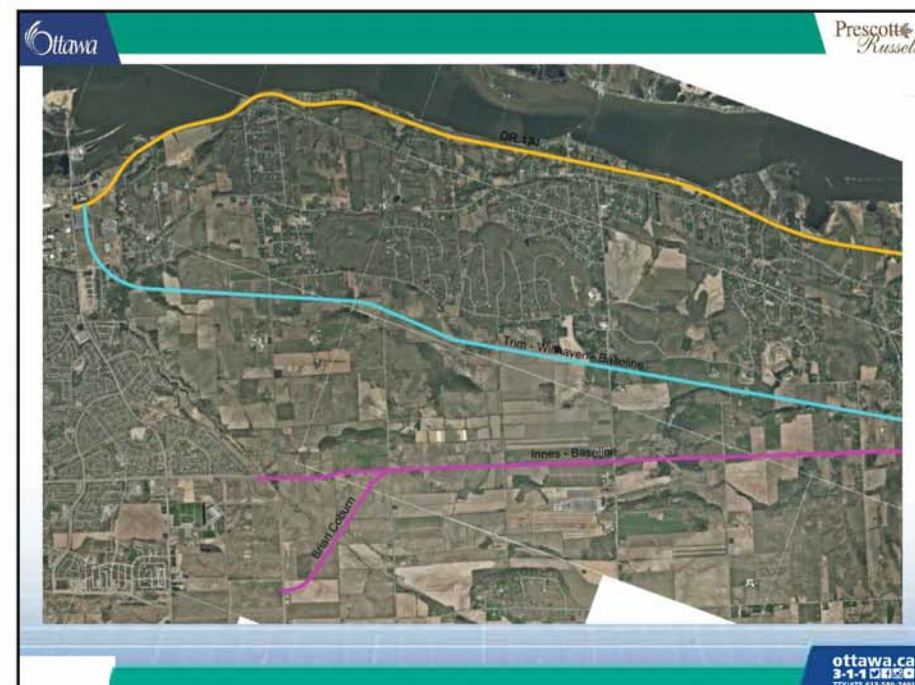 Ottawa
Prescott
Russell
OR 174
Trim - Wilhaven - Baseline
Innes - Baseline
Brian Coburn
ottawa.ca
3-1-1